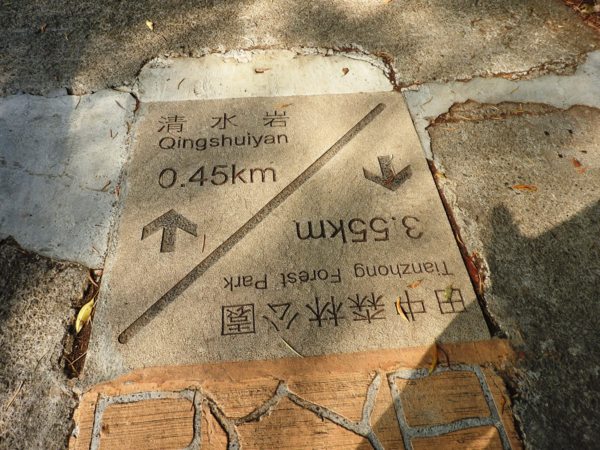 清水岩
Qingshuiyan
0.45km
田中森林公園
Tianzhong Forest Park
3.55km